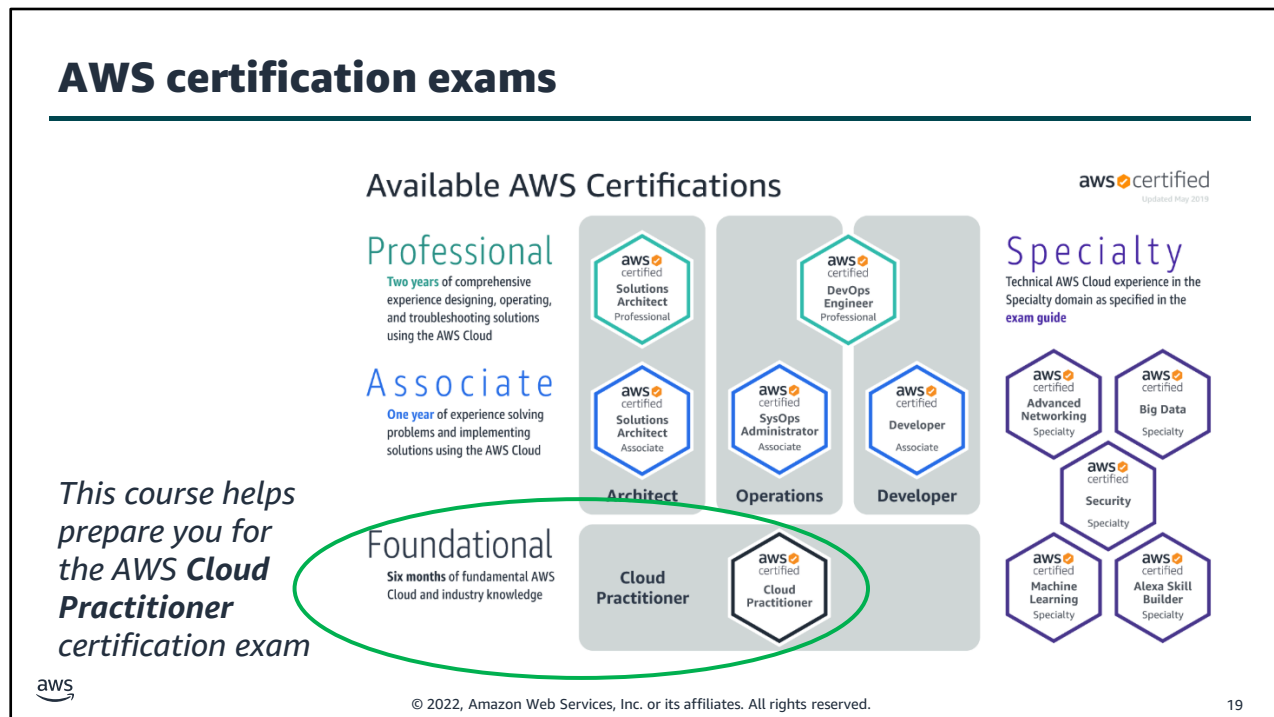 AWS certification exams
Available AWS Certifications
aws certified
Updated May 2019
Professional
Two years of comprehensive
experience designing, operating,
and troubleshooting solutions
using the AWS Cloud
aws
certified
Solutions
Architect
Professional
aws
certified
DevOps
Engineer
Professional
Specialty
Technical AWS Cloud experience in the
Specialty domain as specified in the
exam guide
Associate
One year of experience solving
problems and implementing
solutions using the AWS Cloud
aws
certified
Solutions
Architect
Associate
aws
certified
SysOps
Administrator
Associate
aws
certified
Developer
Associate
Architect
Operations
Developer
aws
certified
Advanced
Networking
Specialty
aws
certified
Big Data
Specialty
aws
certified
Security
Specialty
aws
certified
Machine
Learning
Specialty
aws
certified
Alexa Skill
Builder
Specialty
This course helps
prepare you for
the AWS Cloud
Practitioner
certification exam
Foundational
Six months of fundamental AWS
Cloud and industry knowledge
Cloud
Practitioner
aws
certified
Cloud
Practitioner
aws
© 2022, Amazon Web Services, Inc. or its affiliates. All rights reserved.
19